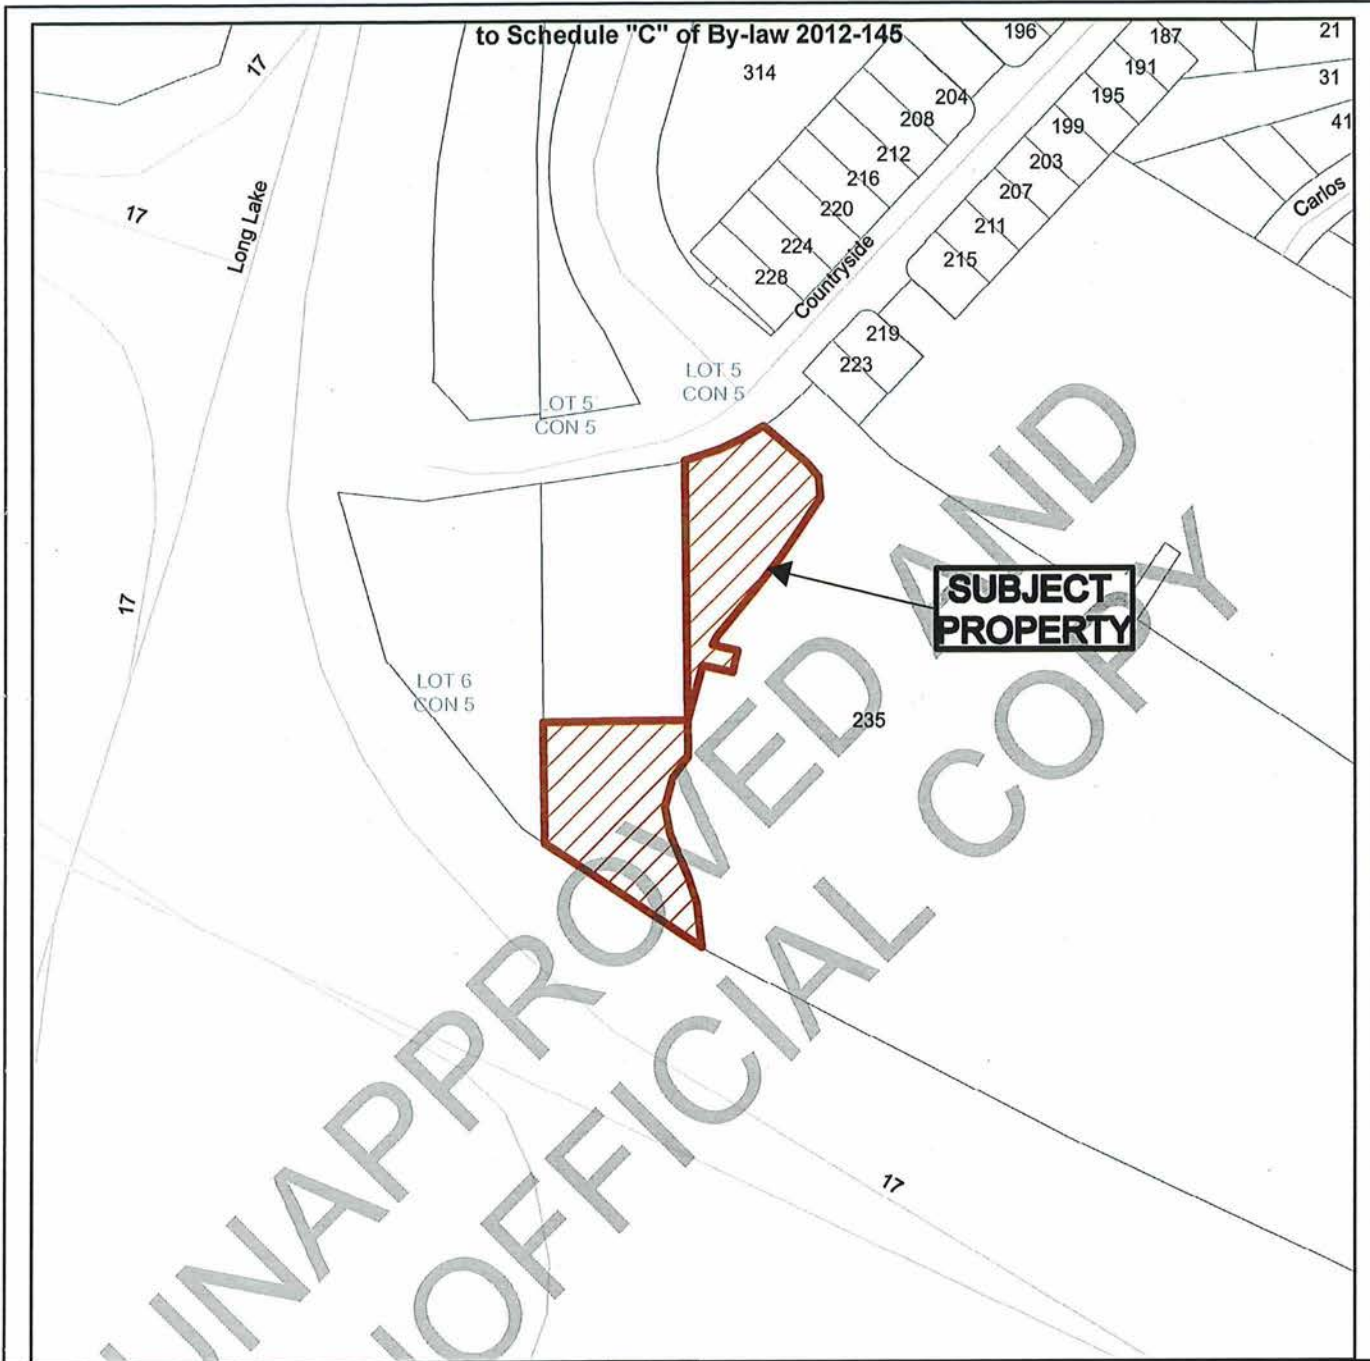 to Schedule "C" of By-law 2012-145
196
187
21
314
17
191
31
204
195
208
199
41
212
203
216
207
Carlos
220
211
17
Long Lake
224
215
228
Countryside
219
223
LOT 5
CON 5
LOT 5
CON 5
SUBJECT
PROPERTY
17
LOT 6
CON 5
235
17
UNAPPROVED AND
UNOFFICIAL COPY